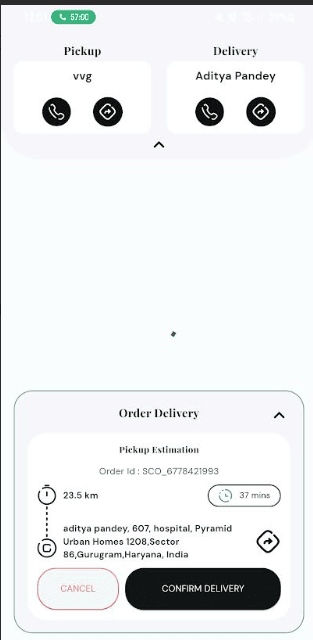 57:00
Pickup
Delivery
vvg
Aditya Pandey
Order Delivery
Pickup Estimation
Order Id : SCO_6778421993
23.5 km
37 mins
aditya pandey, 607, hospital, Pyramid
Urban Homes 1208,Sector
86,Gurugram,Haryana, India
CANCEL
CONFIRM DELIVERY